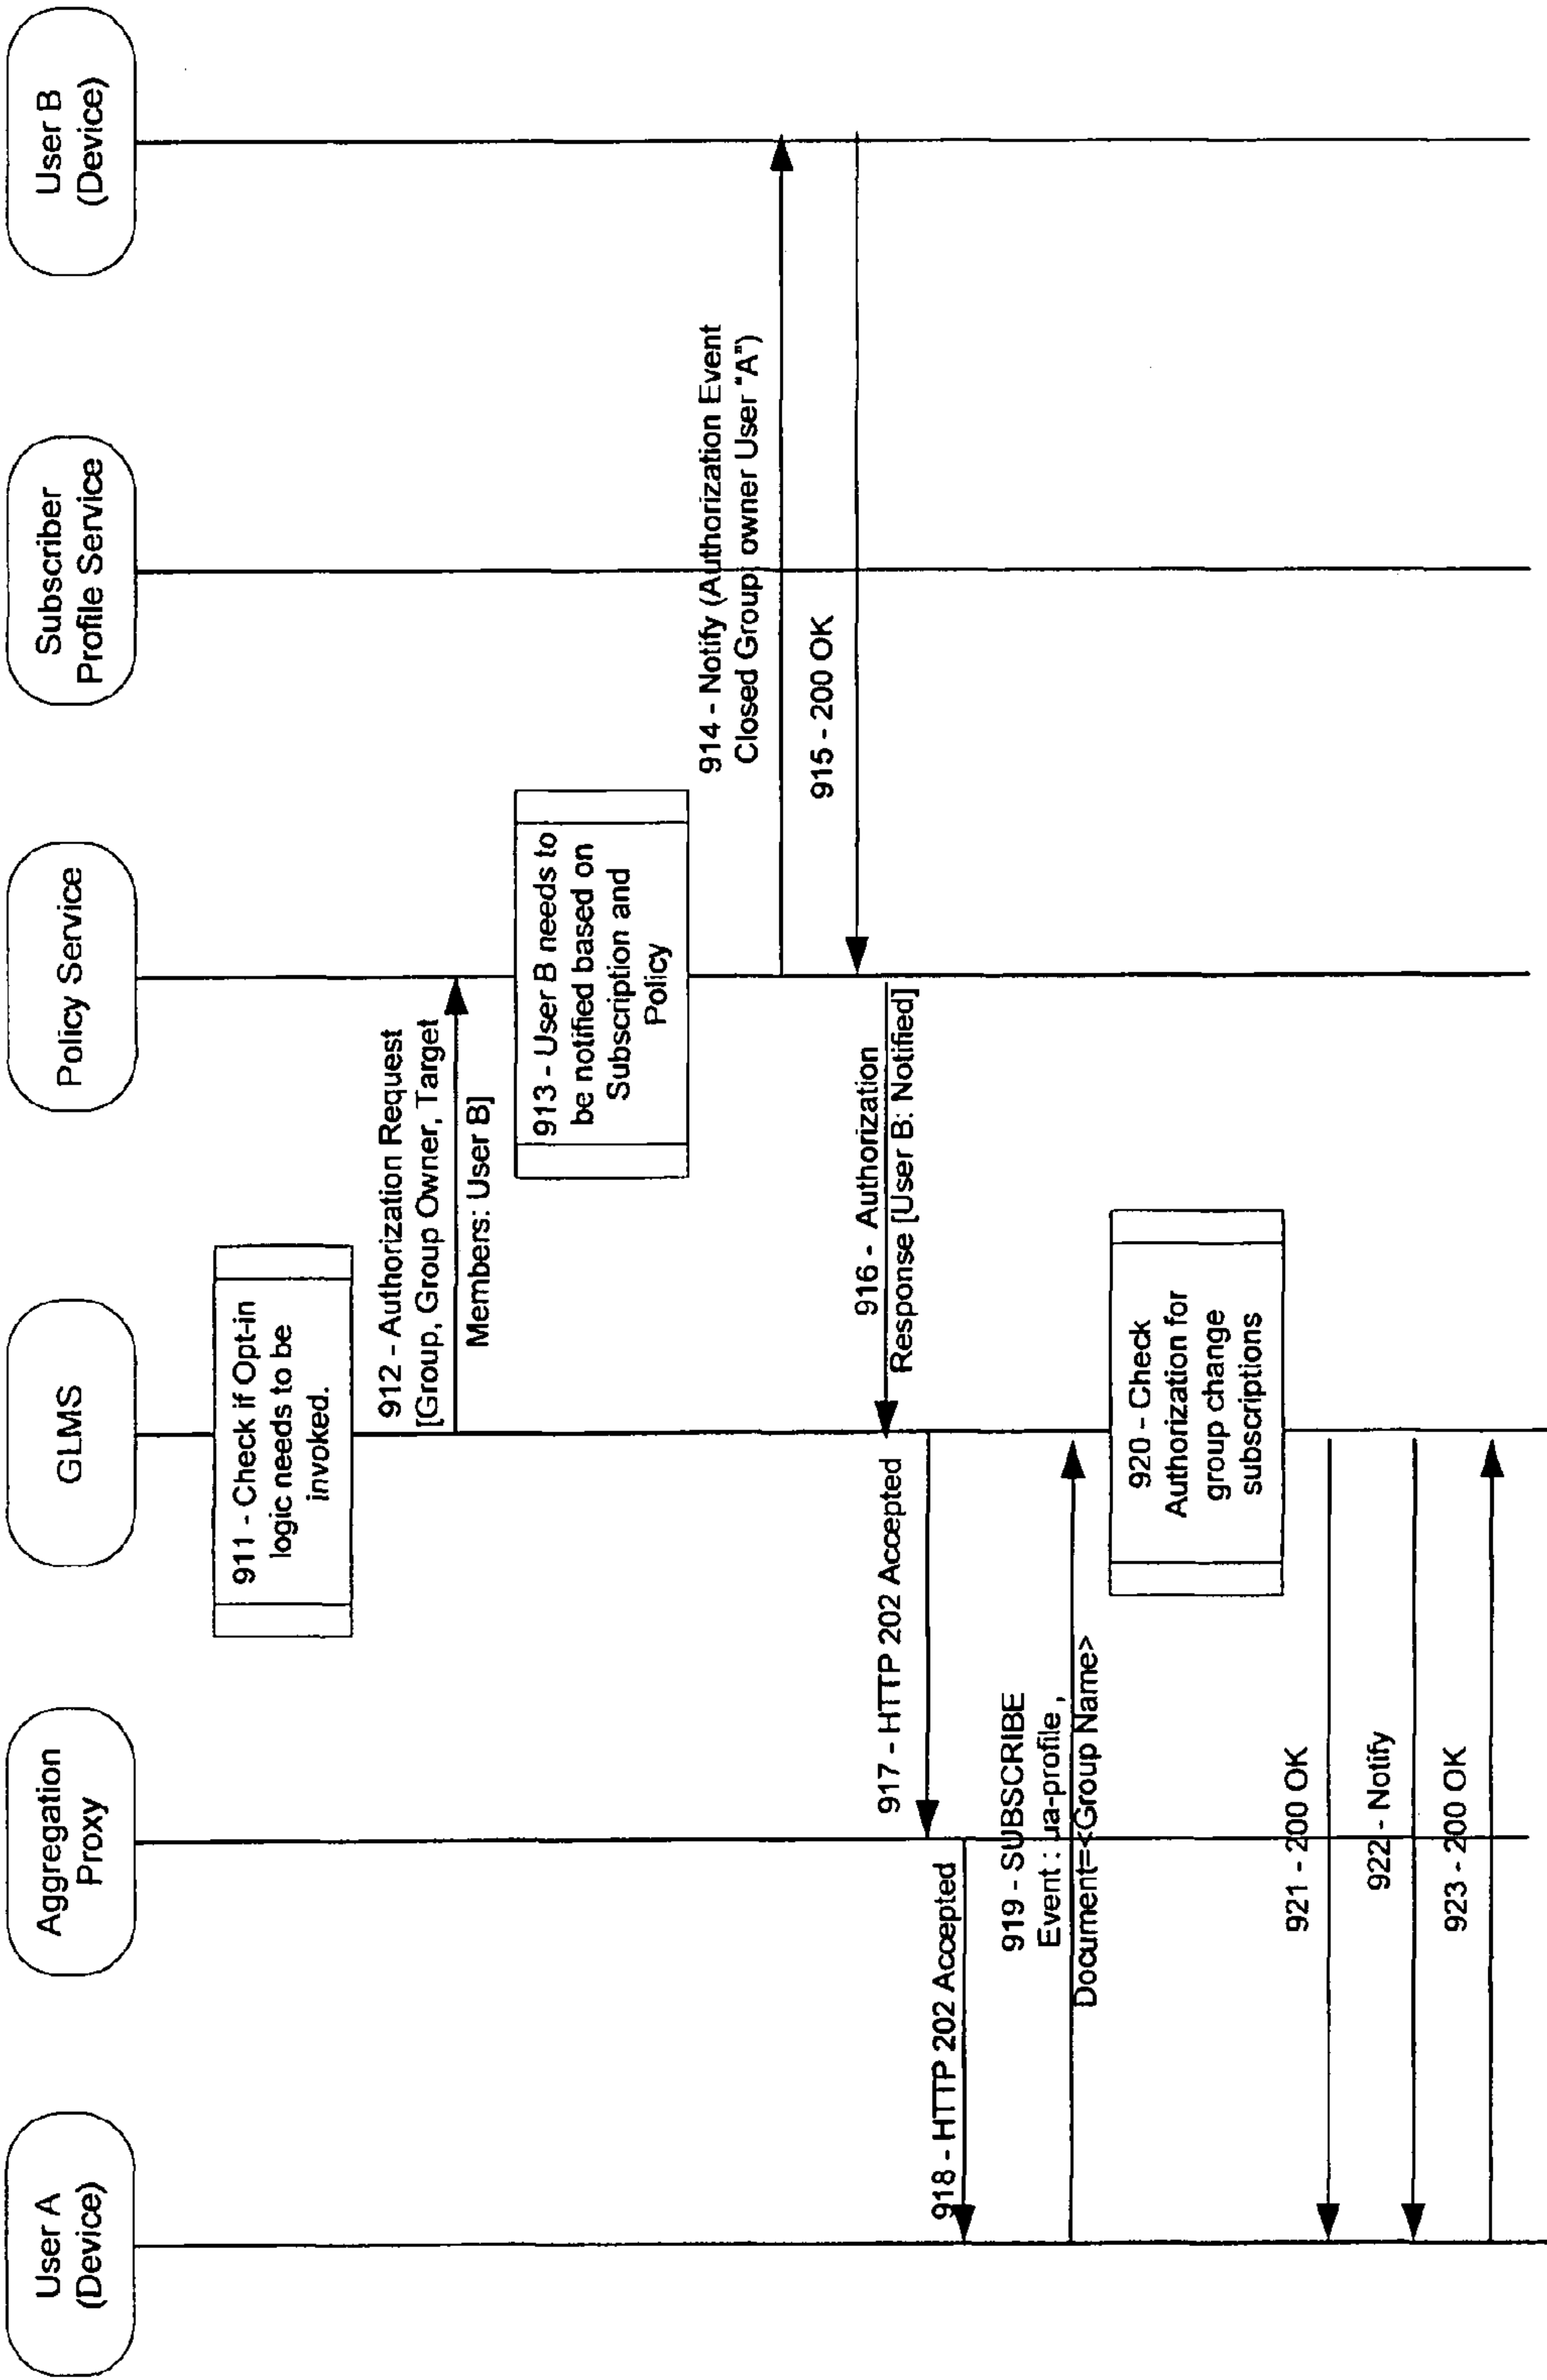 User A
(Device)
Aggregation
Proxy
GLMS
Policy Service
Subscriber
Profile Service
User B
(Device)
911 - Check if Opt-in
logic needs to be
invoked.
912 - Authorization Request
[Group, Group Owner, Target
Members: User B]
913 - User B needs to
be notified based on
Subscription and
Policy
914 - Notify (Authorization Event
Closed Group; owner User "A")
915 - 200 OK
916 - Authorization
Response [User B: Notified]
917 - HTTP 202 Accepted
918 - HTTP 202 Accepted
919 - SUBSCRIBE
Event : ua-profile ,
Document=<Group Name>
920 - Check
Authorization for
group change
subscriptions
921 - 200 OK
922 - Notify
923 - 200 OK